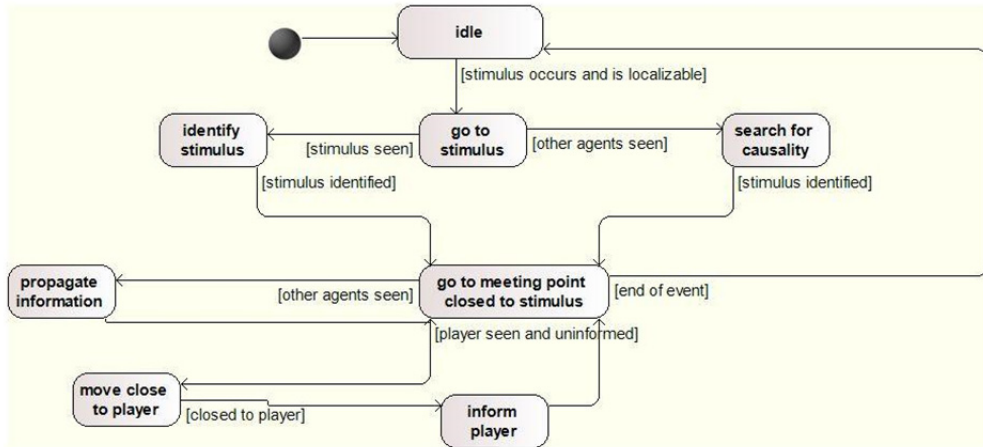 idle
[stimulus occurs and is localizable]
identify
stimulus
go to
stimulus
search for
causality
[stimulus seen]
[other agents seen]
[stimulus identified]
[stimulus identified]
propagate
information
go to meeting point
closed to stimulus
[other agents seen]
[end of event]
[player seen and uninformed]
move close
to player
[closed to player]
inform
player